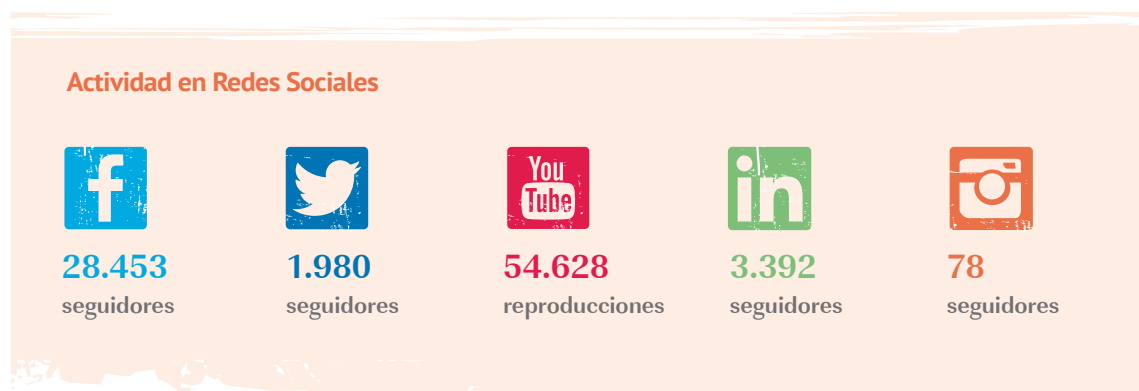 Actividad en Redes Sociales
f
You
Tube
in
28.453
1.980
54.628
3.392
78
seguidores
seguidores
reproducciones
seguidores
seguidores